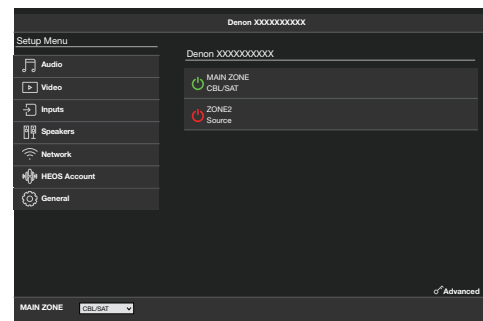 Denon XXXXXXXXXX
Setup Menu
Denon XXXXXXXXXX
Audio
Video
Inputs
Speakers
Network
HEOS Account
General
MAIN ZONE
CBL/SAT
ZONE2
Source
Advanced
MAIN ZONE CBL/SAT